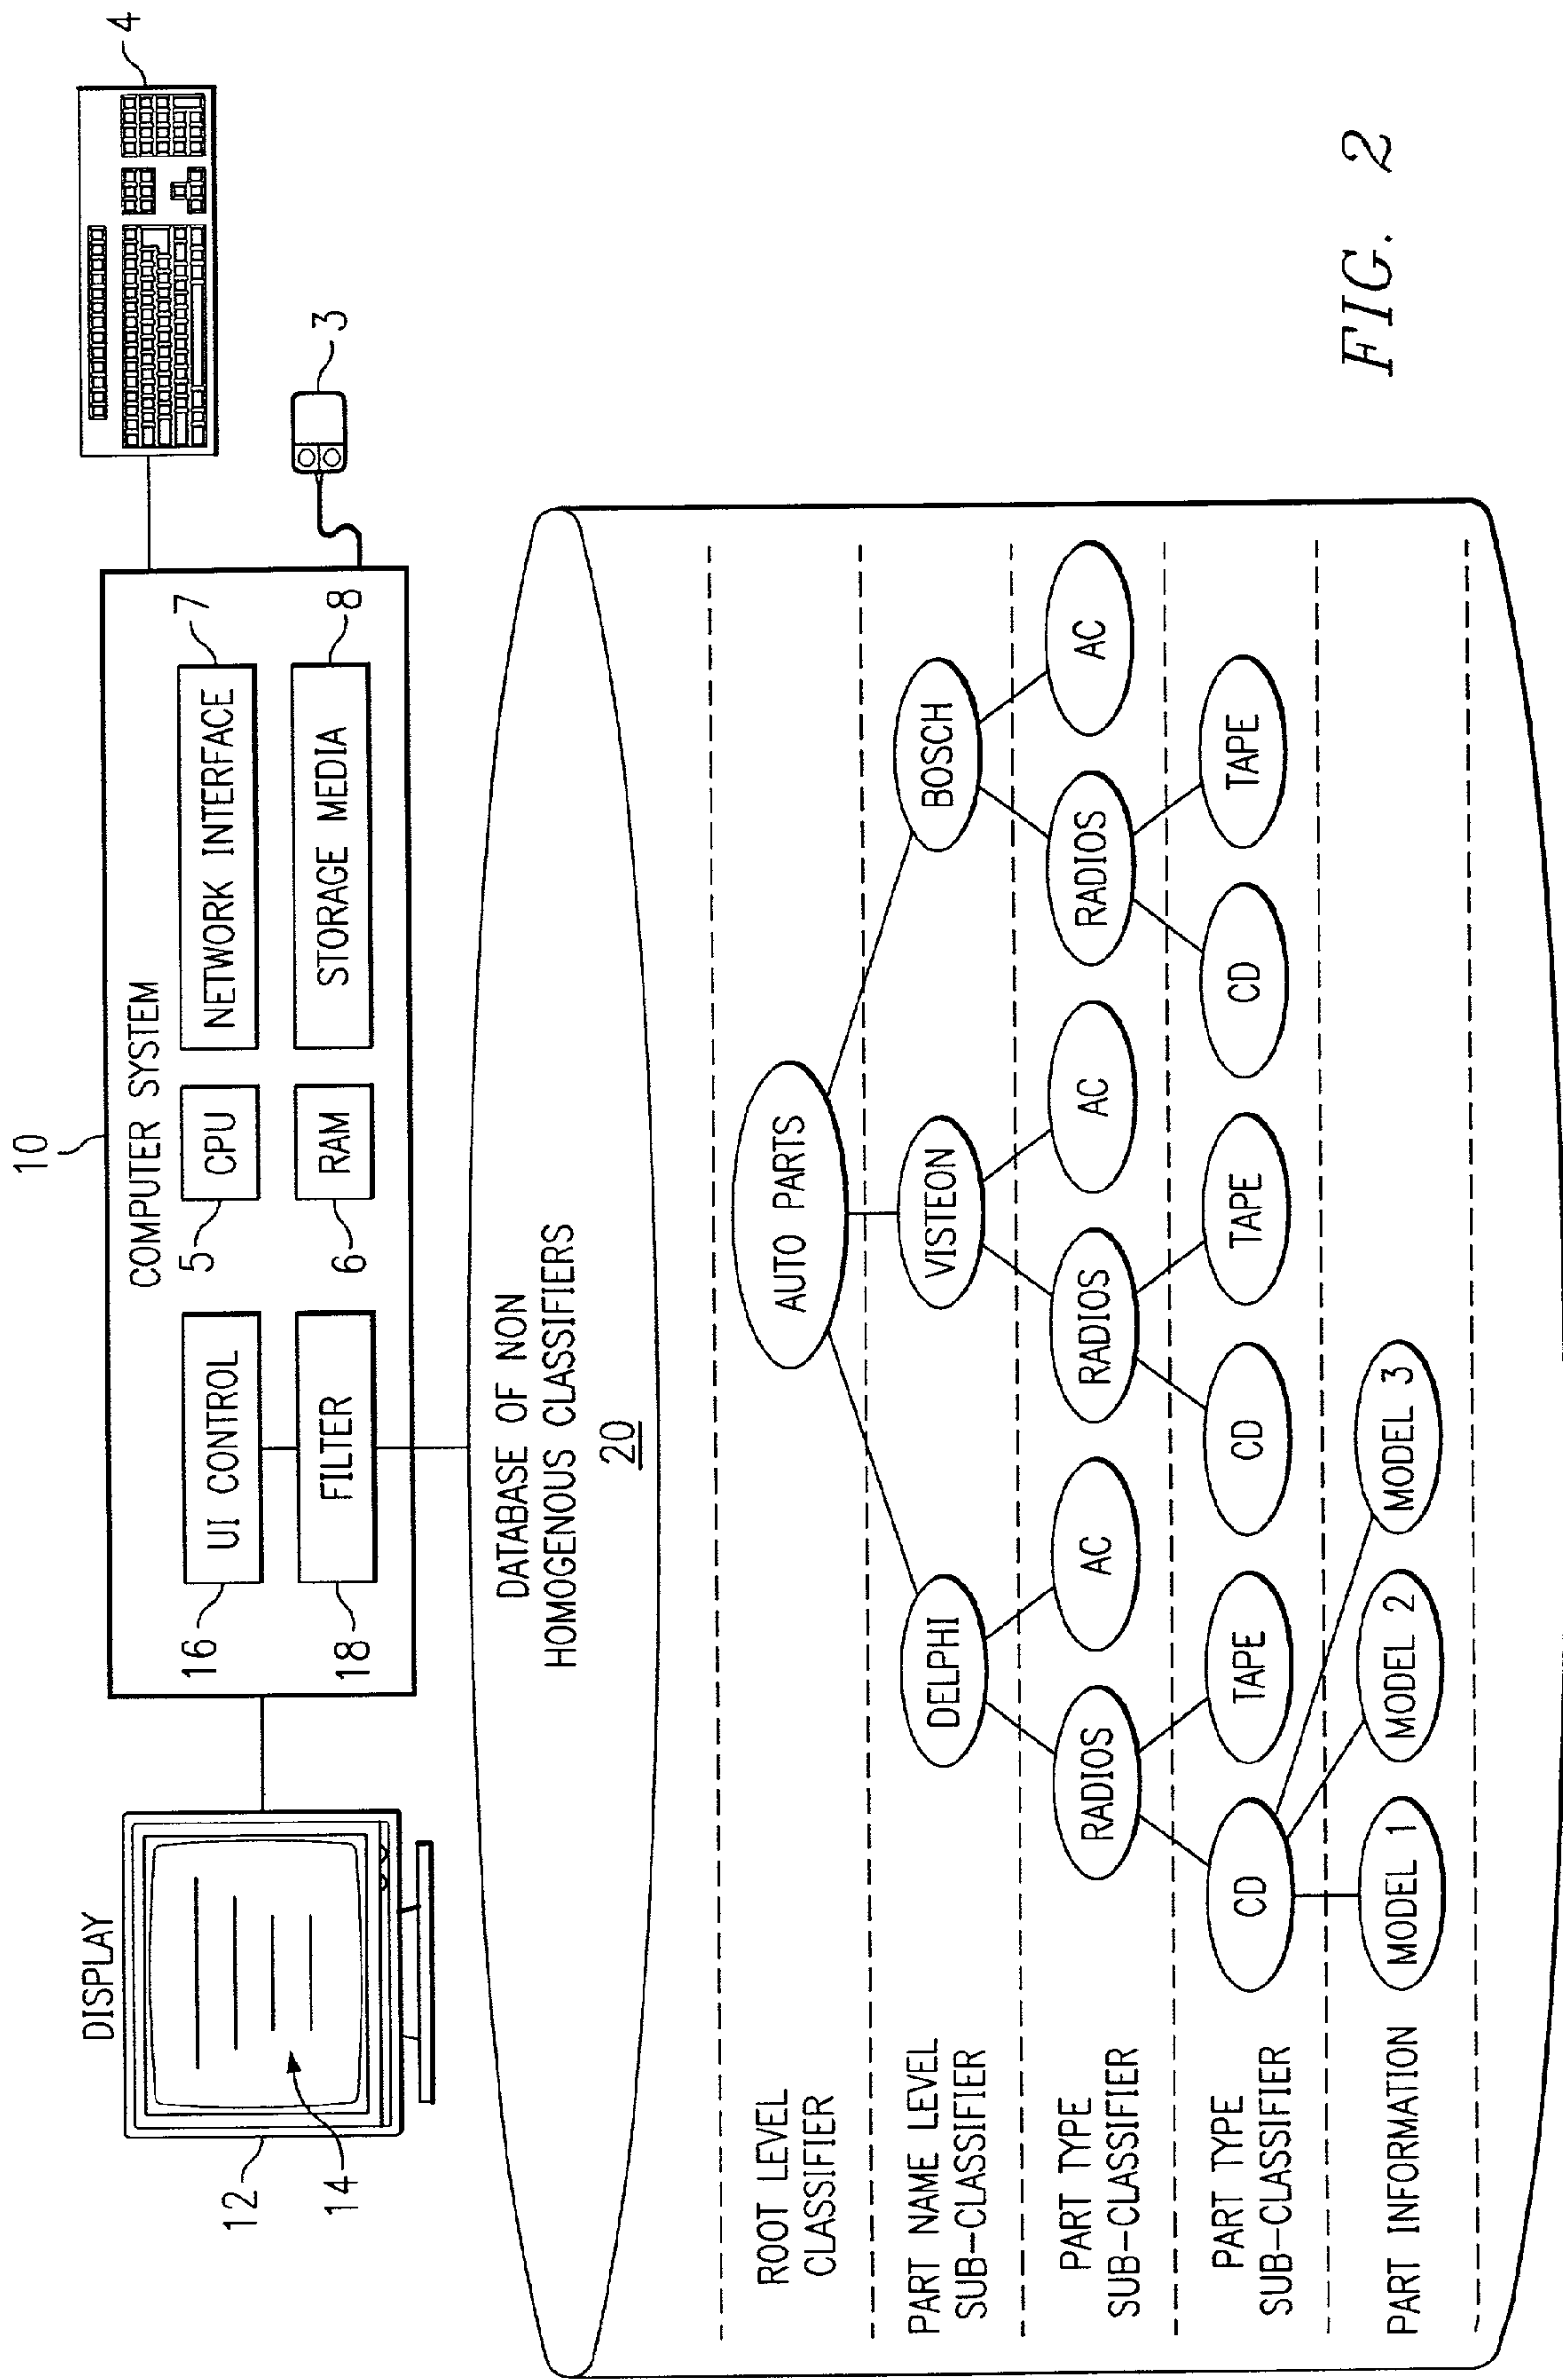 10
DISPLAY
COMPUTER SYSTEM
12
14
16
UI CONTROL
5
CPU
NETWORK INTERFACE
7
4
18
FILTER
6
RAM
STORAGE MEDIA
8
3
DATABASE OF NON
HOMOGENOUS CLASSIFIERS
20
ROOT LEVEL
CLASSIFIER
AUTO PARTS
PART NAME LEVEL
SUB-CLASSIFIER
DELPHI
VISTEON
BOSCH
PART TYPE
SUB-CLASSIFIER
RADIOS
AC
RADIOS
AC
RADIOS
AC
PART TYPE
SUB-CLASSIFIER
CD
TAPE
CD
TAPE
CD
TAPE
PART INFORMATION
MODEL 1
MODEL 2
MODEL 3
FIG. 2